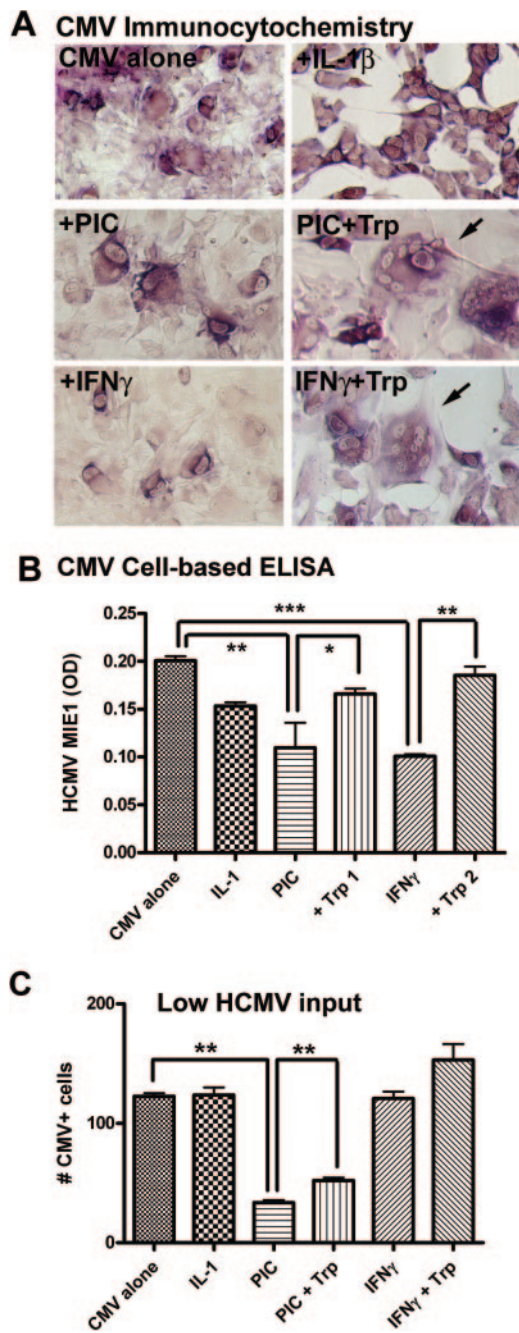 A CMV Immunocytochemistry
CMV alone
+IL-1β
+PIC
PIC+Trp
+IFNγ
IFNγ+Trp
B CMV Cell-based ELISA
HCMV MIE1 (OD)
0.25
0.20
0.15
0.10
0.05
0.00
***
**
**
*
CMV alone
IL-1
PIC
+ Trp 1
IFNγ
+ Trp 2
C Low HCMV input
# CMV+ cells
200
100
0
**
**
CMV alone
IL-1
PIC
PIC + Trp
IFNγ
IFNγ + Trp